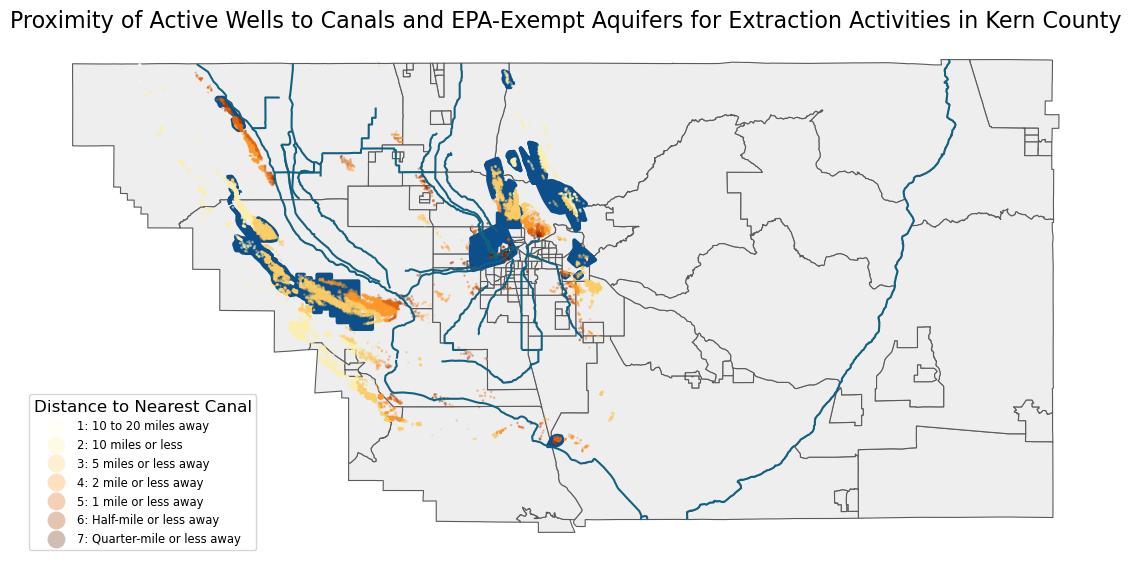 Proximity of Active Wells to Canals and EPA-Exempt Aquifers for Extraction Activities in Kern County
Distance to Nearest Canal
1: 10 to 20 miles away
2: 10 miles or less
3: 5 miles or less away
4: 2 mile or less away
5: 1 mile or less away
6: Half-mile or less away
7: Quarter-mile or less away